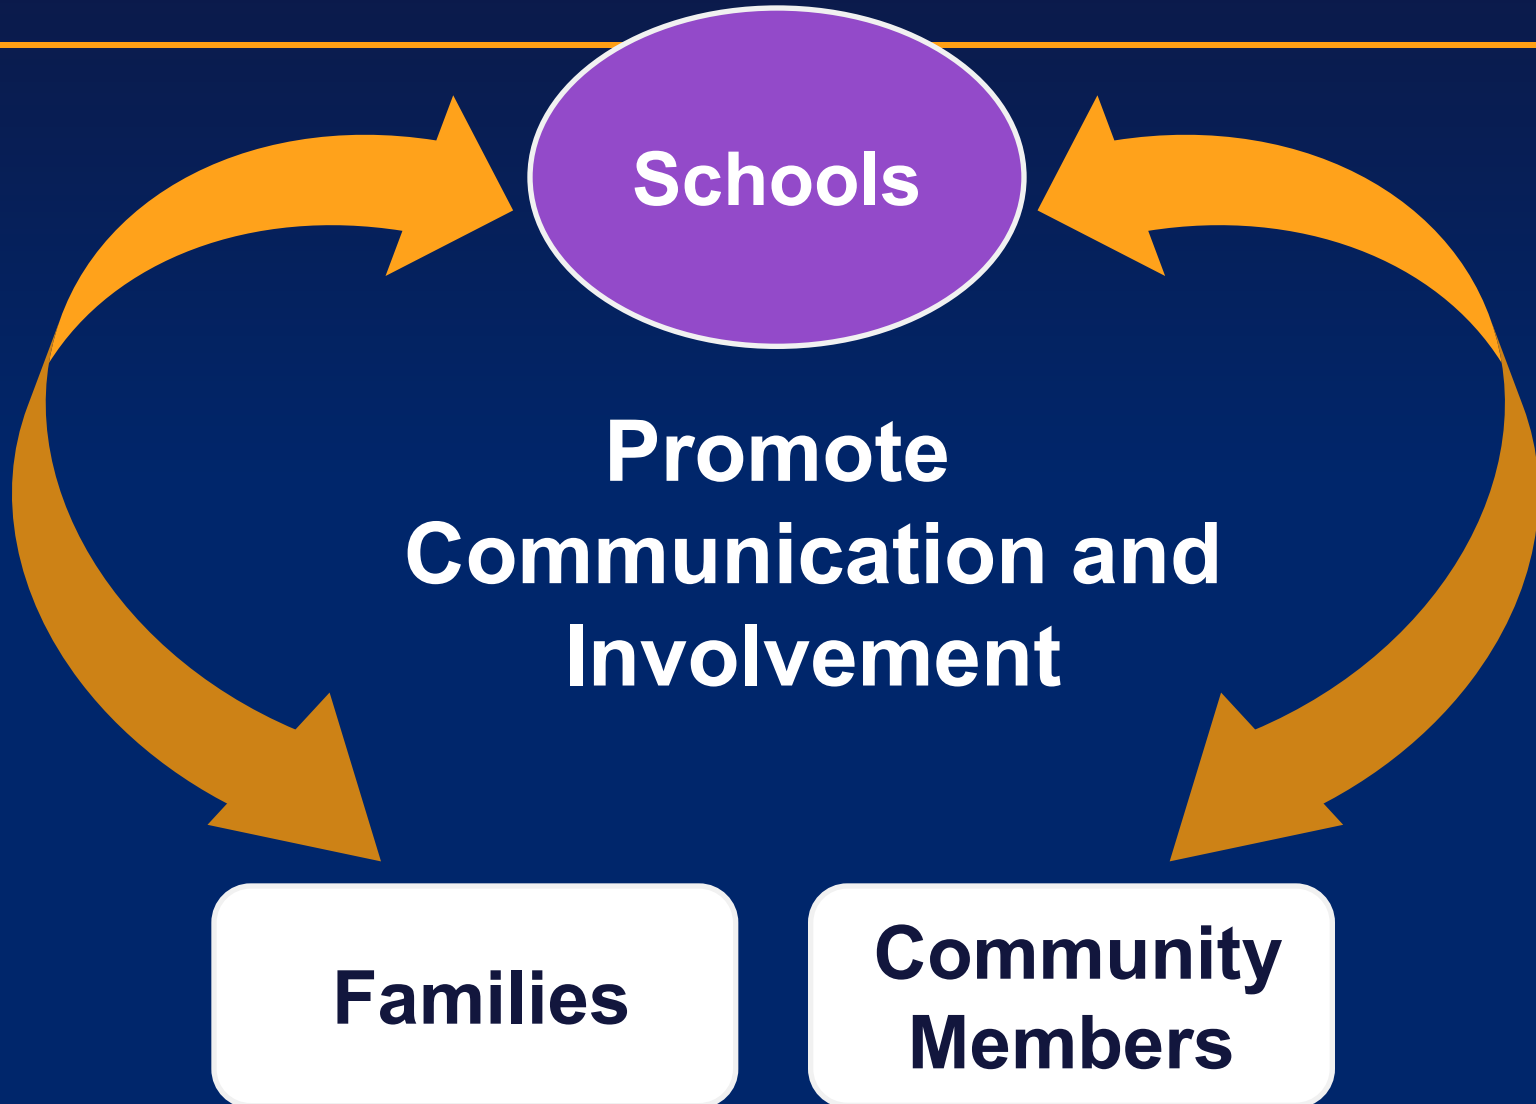 Schools
Promote
Communication and
Involvement
Families
Community
Members